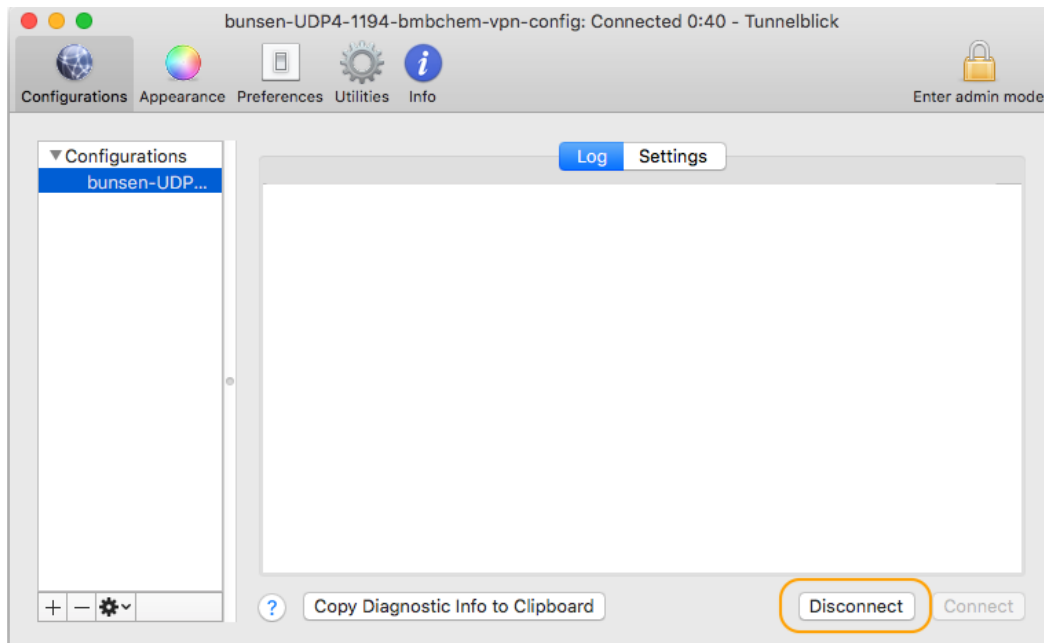 bunsen-UDP4-1194-bmbchem-vpn-config: Connected 0:40 - Tunnelblick
Configurations Appearance Preferences Utilities Info Enter admin mode
Configurations
bunsen-UDP...
Log Settings
? Copy Diagnostic Info to Clipboard Disconnect Connect